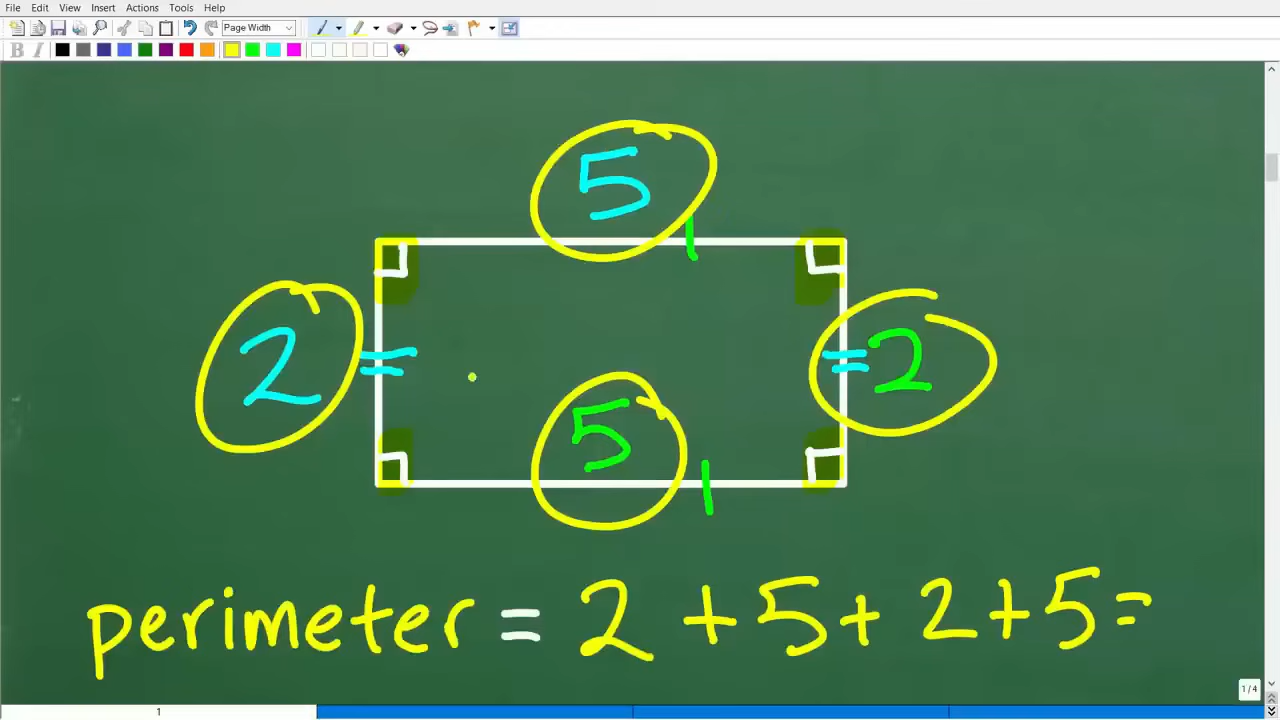 File Edit View Insert Actions Tools Help
Page Width
B I
5
2 = = 2
5
perimeter = 2 + 5 + 2 + 5 =
1 / 4
1